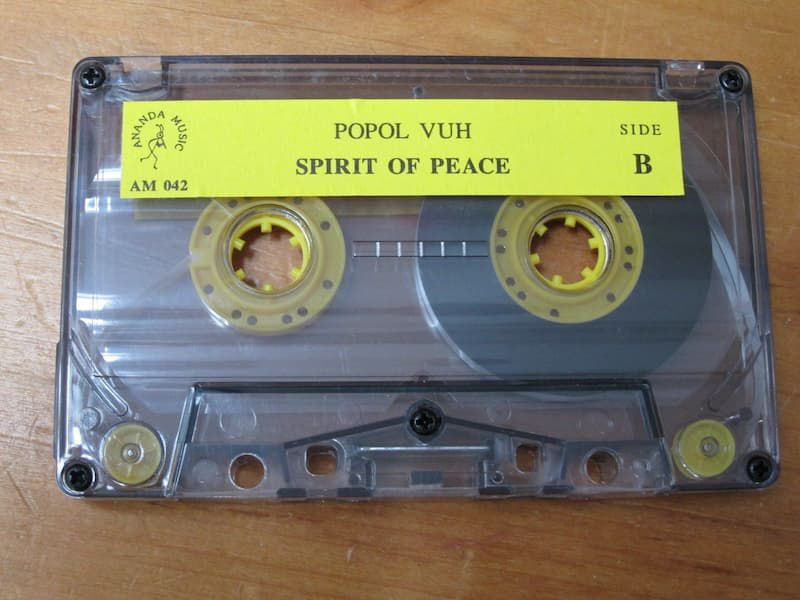 ANANDA MUSIC
AM 042
POPOL VUH
SPIRIT OF PEACE
SIDE
B